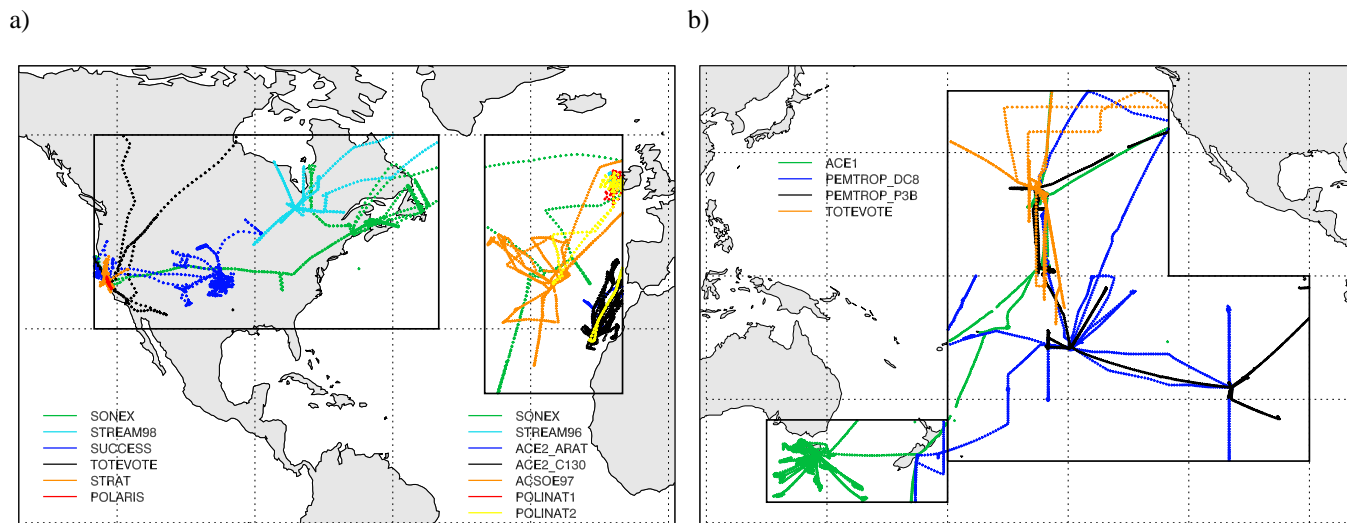 a)
b)
SONEX
STREAM98
SUCCESS
TOTEVOTE
STRAT
POLARIS
SONEX
STREAM96
ACE2_ARAT
ACE2_C130
ACSOE97
POLINAT1
POLINAT2
ACE1
PEMTROP_DC8
PEMTROP_P3B
TOTEVOTE